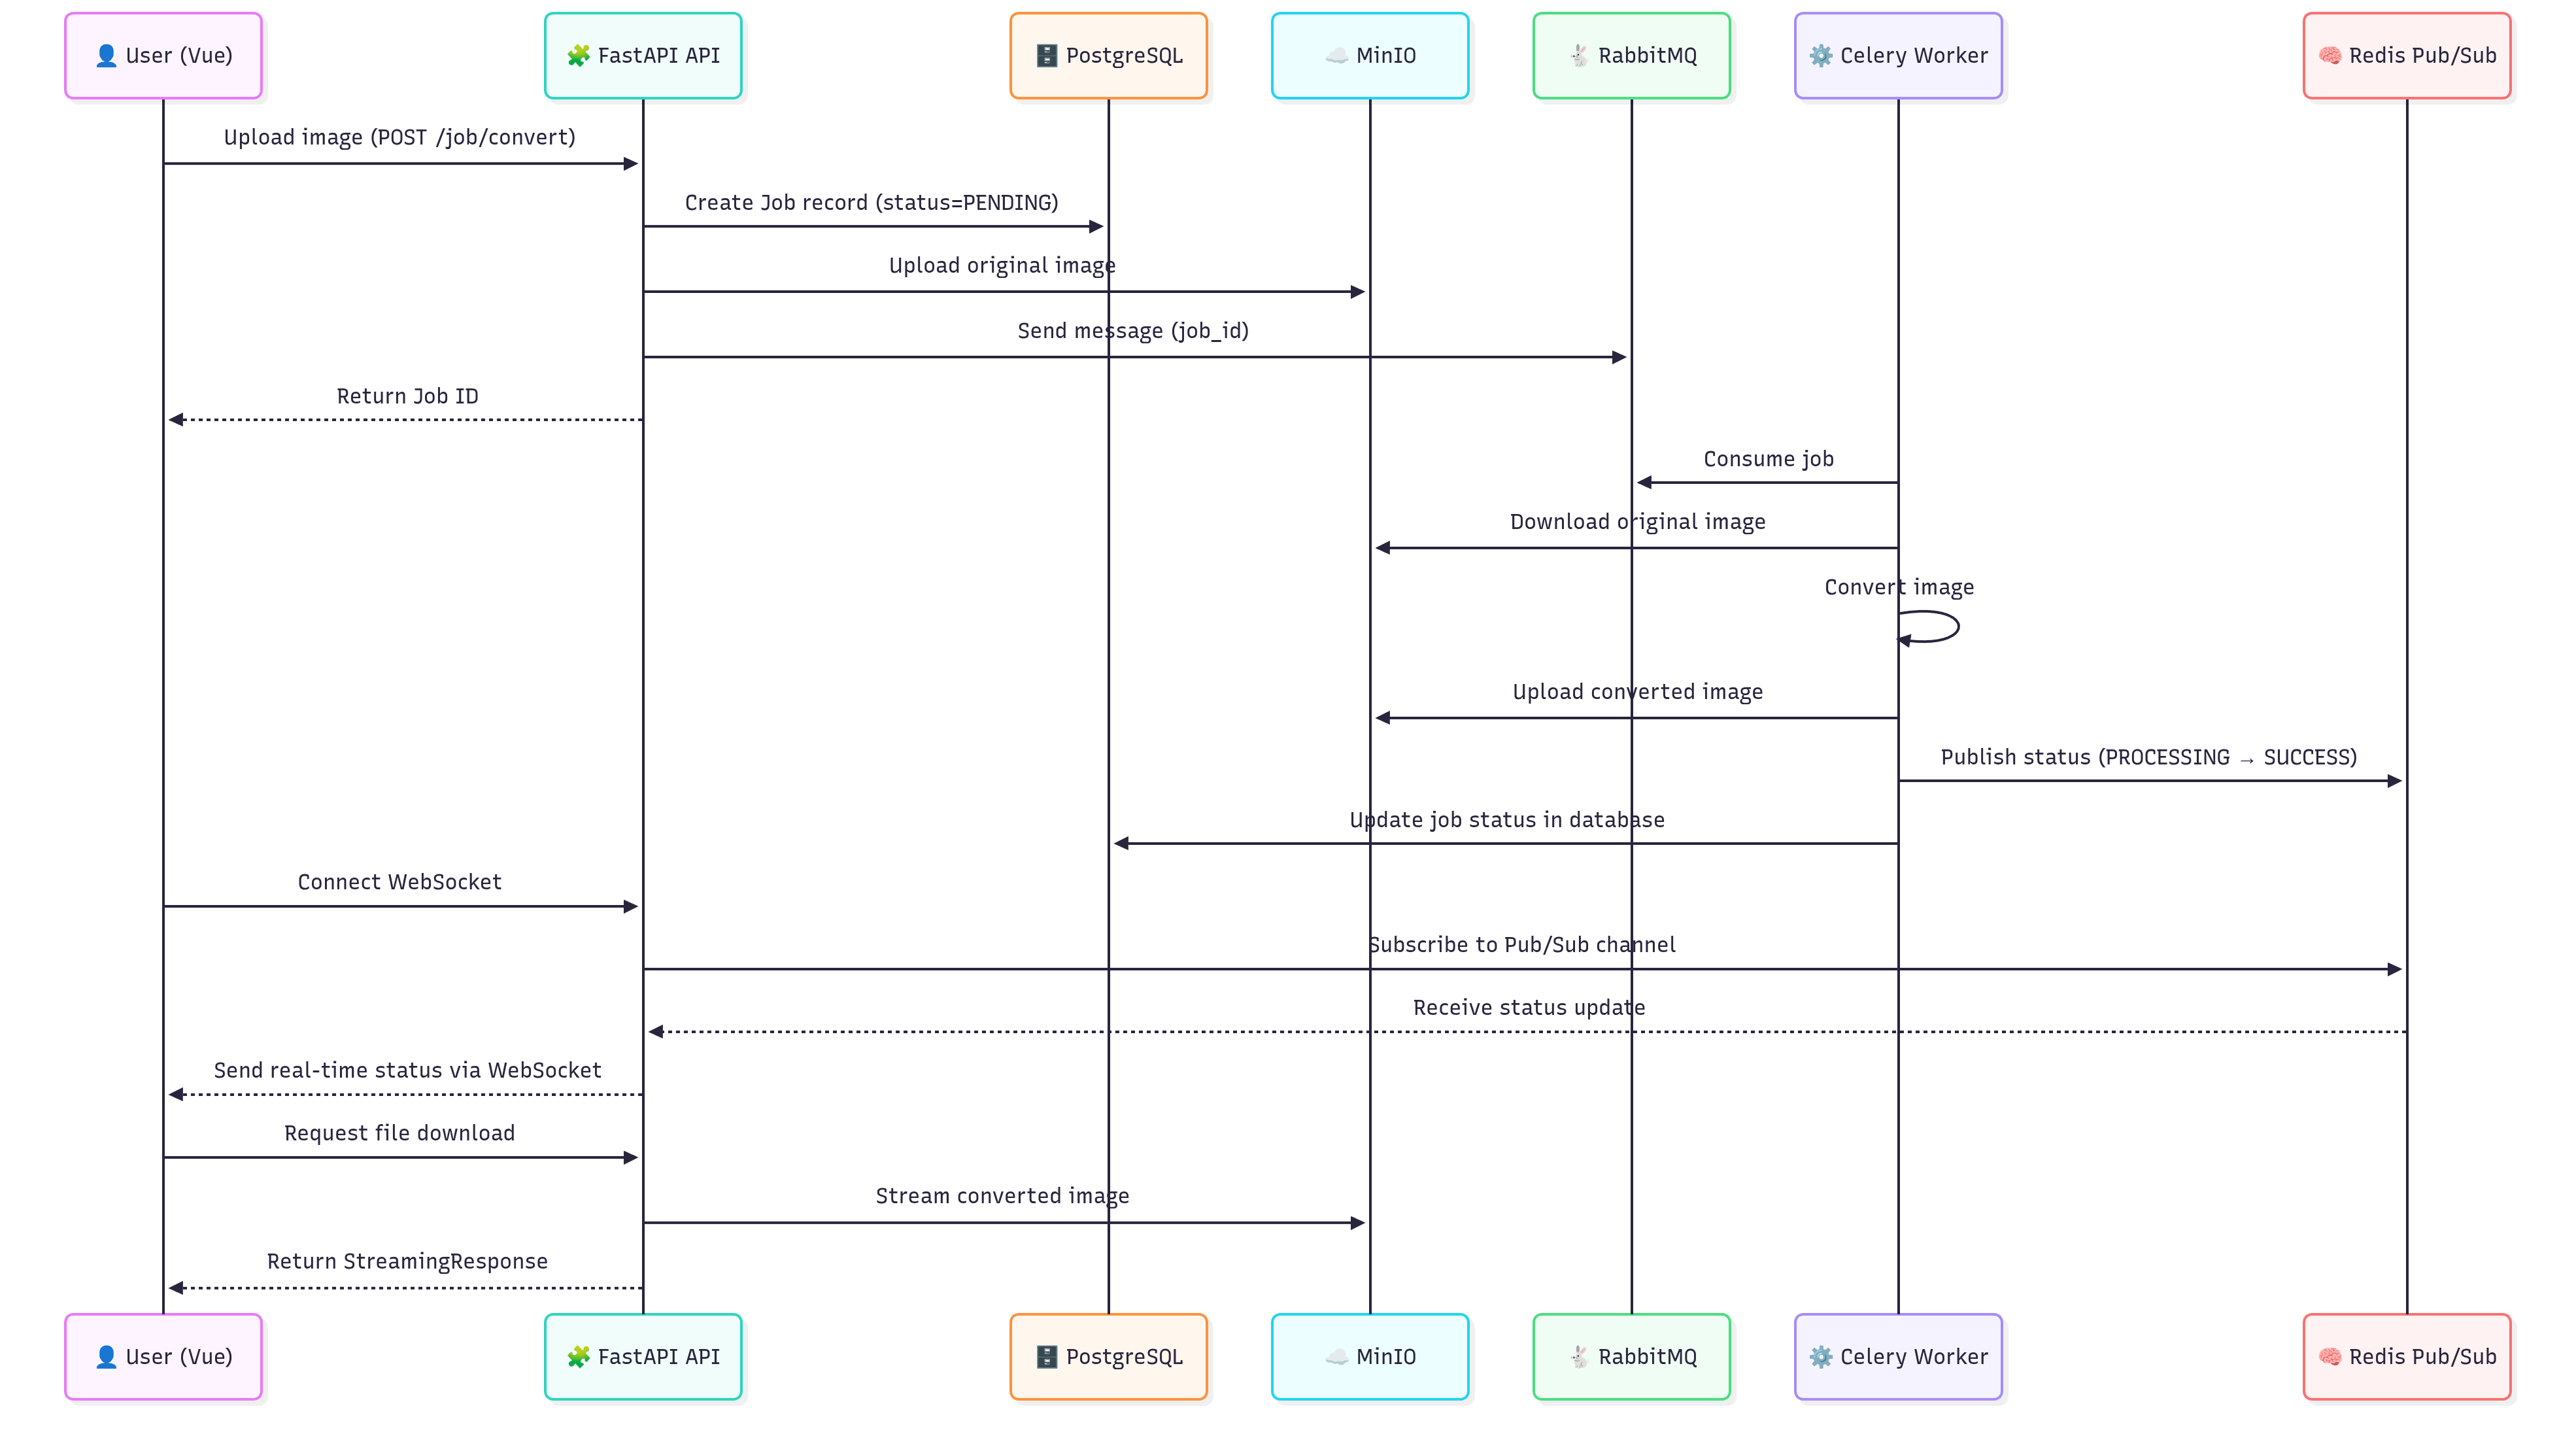 User (Vue)
FastAPI API
PostgreSQL
MinIO
RabbitMQ
Celery Worker
Redis Pub/Sub
Upload image (POST /job/convert)
Create Job record (status=PENDING)
Upload original image
Send message (job_id)
Return Job ID
Consume job
Download original image
Convert image
Upload converted image
Publish status (PROCESSING → SUCCESS)
Update job status in database
Connect WebSocket
Subscribe to Pub/Sub channel
Receive status update
Send real-time status via WebSocket
Request file download
Stream converted image
Return StreamingResponse
User (Vue)
FastAPI API
PostgreSQL
MinIO
RabbitMQ
Celery Worker
Redis Pub/Sub